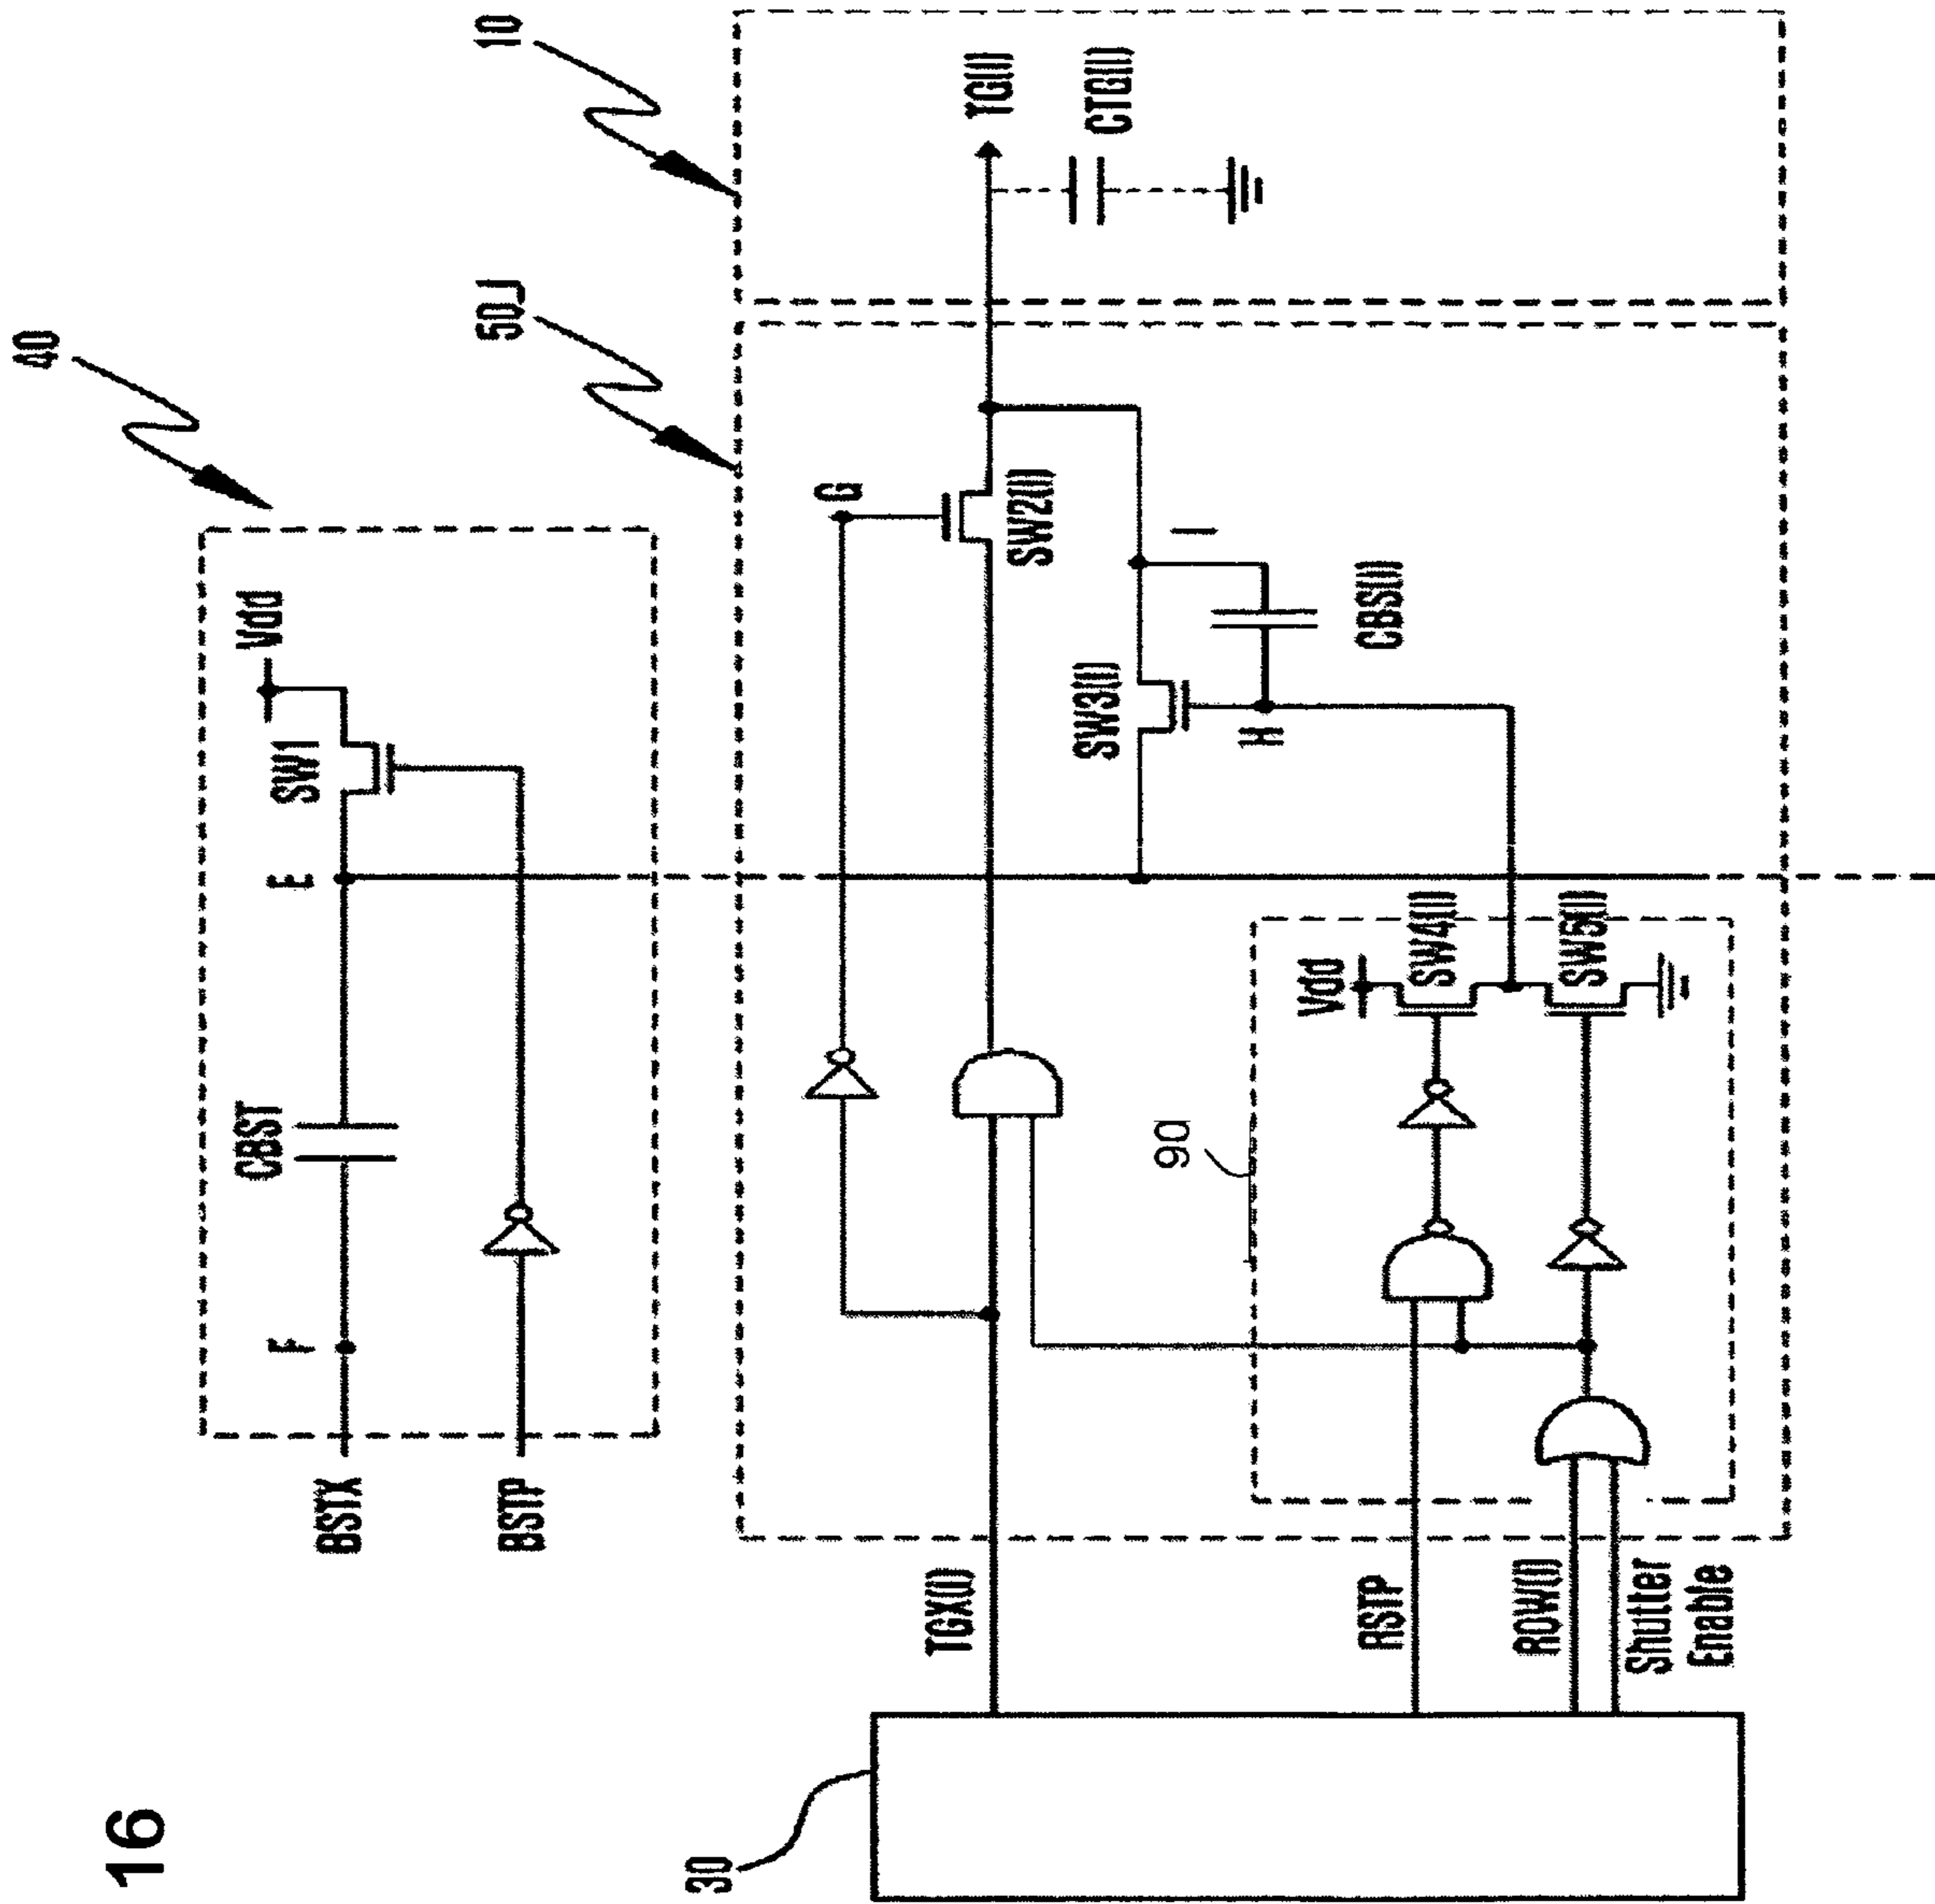 16
40
BSTX
F
CBST
E
SW1
Vdd
BSTP
50J
10
30
TGX(I)
G
SW2(I)
TG(I)
CTG(I)
SW3(I)
I
H
CBS(I)
90
RSTP
Vdd
SW4(I)
ROW(I)
SW5(I)
Shutter
Enable